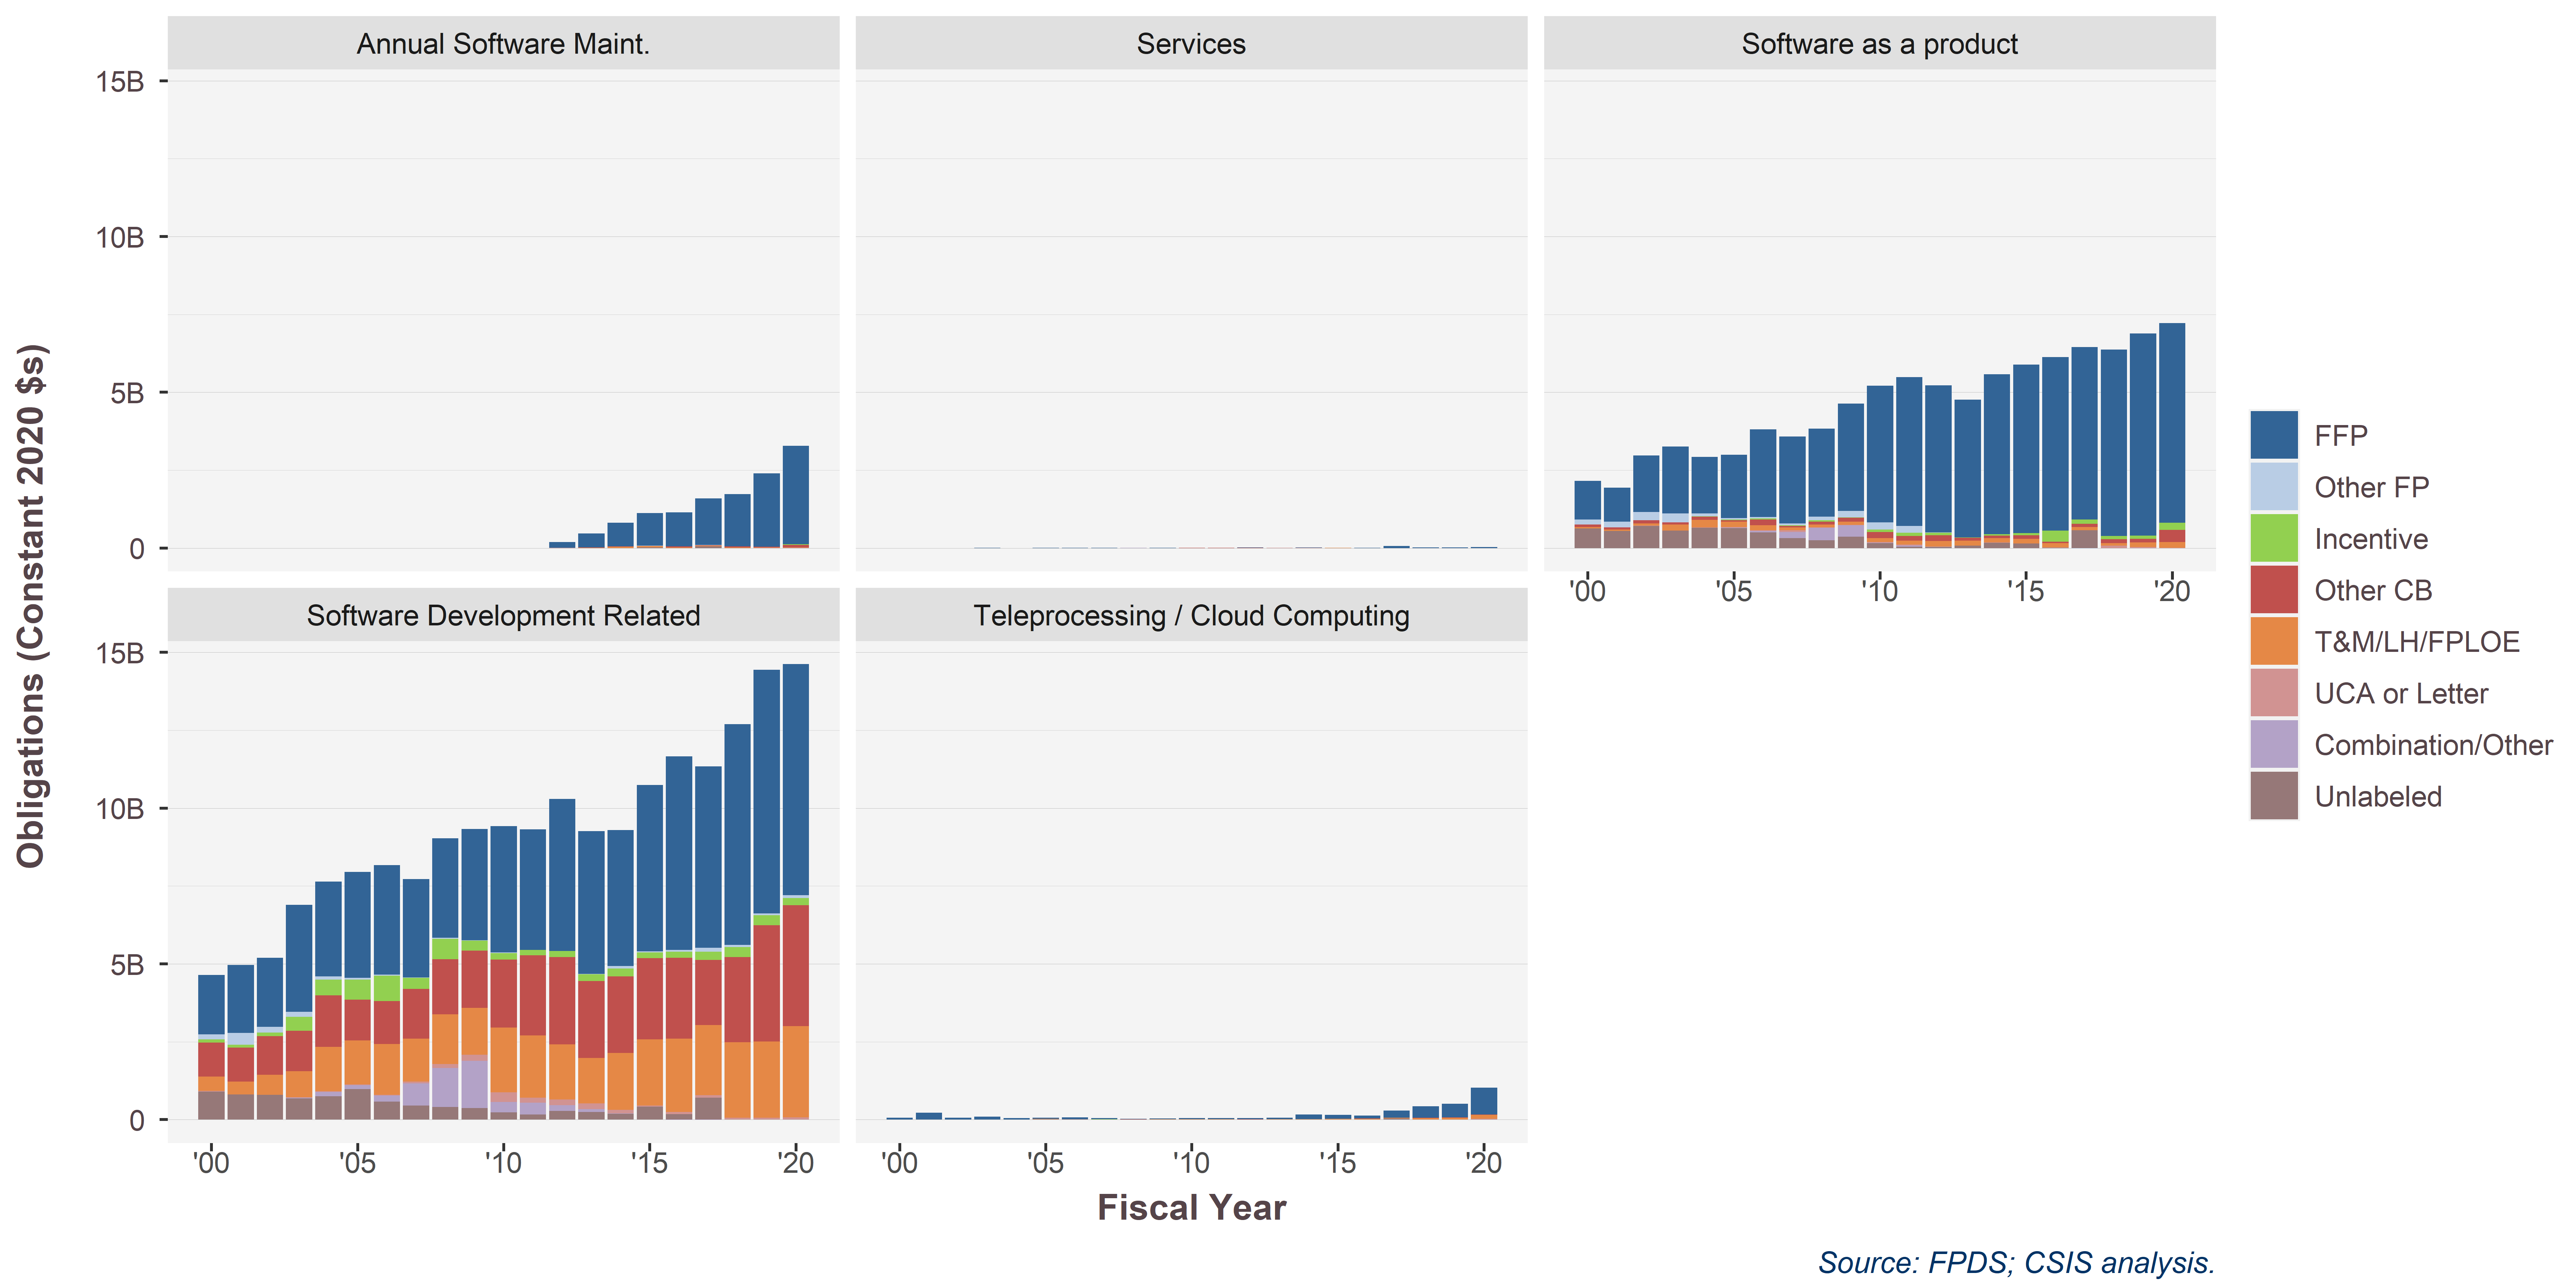 Annual Software Maint.
Services
Software as a product
15B
10B
5B
0
'00
'05
'10
'15
'20
Software Development Related
Teleprocessing / Cloud Computing
15B
10B
5B
0
'00
'05
'10
'15
'20
'00
'05
'10
'15
'20
Obligations (Constant 2020 $s)
Fiscal Year
FFP
Other FP
Incentive
Other CB
T&M/LH/FPLOE
UCA or Letter
Combination/Other
Unlabeled
Source: FPDS; CSIS analysis.